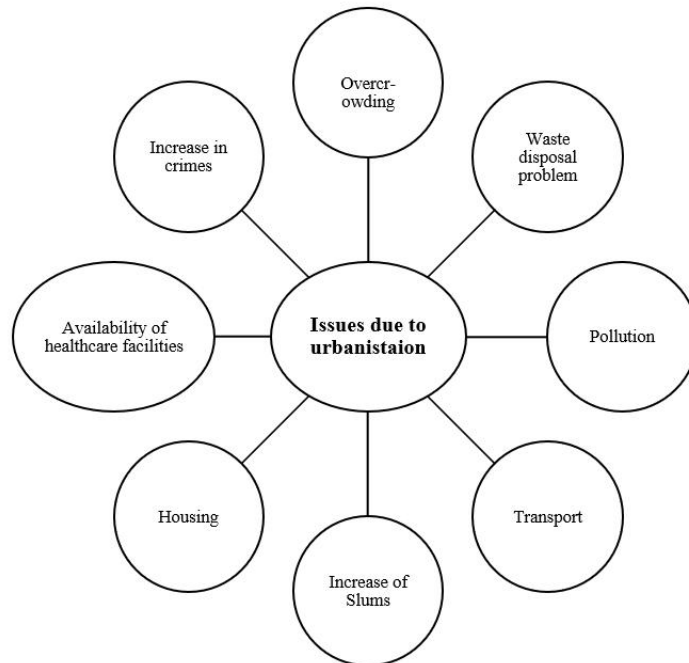 Overcr-
owding
Increase in
crimes
Waste
disposal
problem
Availability of
healthcare facilities
Issues due to
urbanistaion
Pollution
Housing
Transport
Increase of
Slums